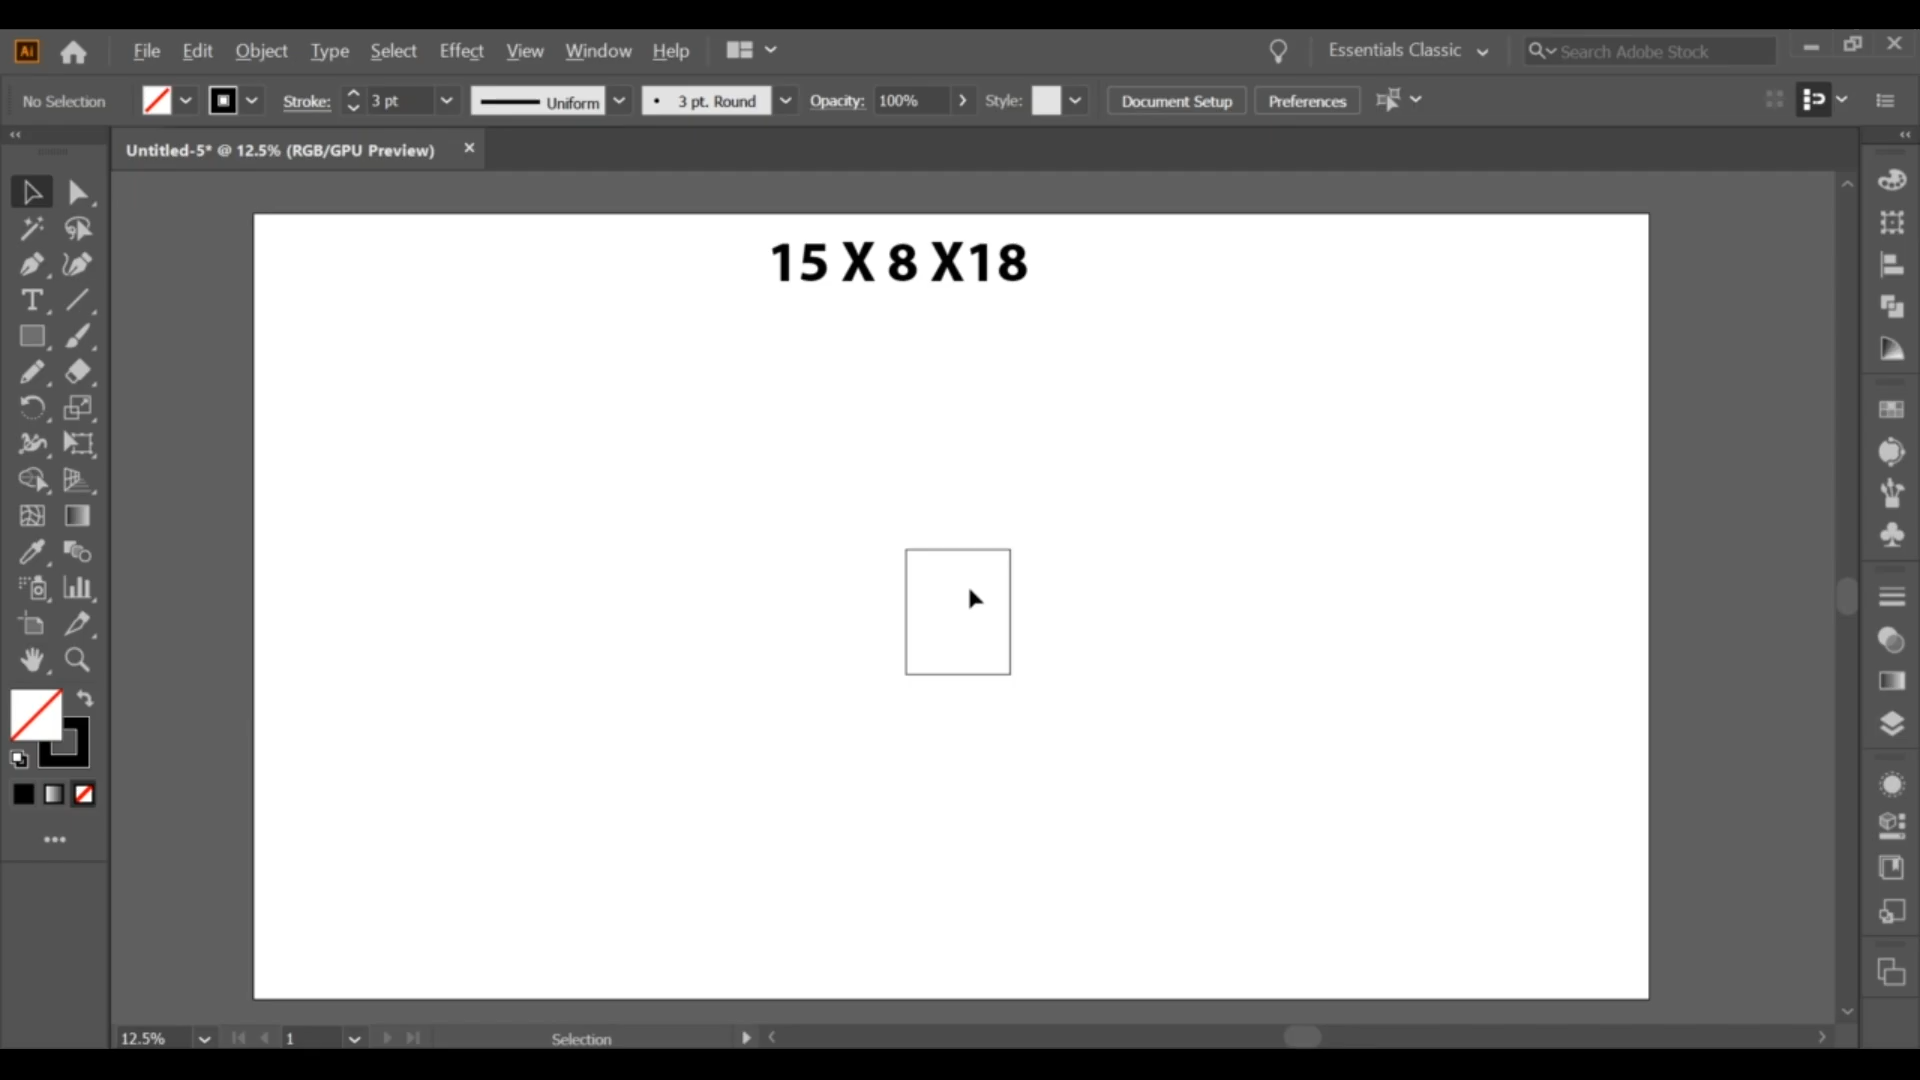 Ai File Edit Object Type Select Effect View Window Help Essentials Classic Search Adobe Stock
No Selection Stroke: 3 pt Uniform 3 pt. Round Opacity: 100% Style: Document Setup Preferences
Untitled-5* @ 12.5% (RGB/GPU Preview)
15 X 8 X18
12.5% 1 Selection